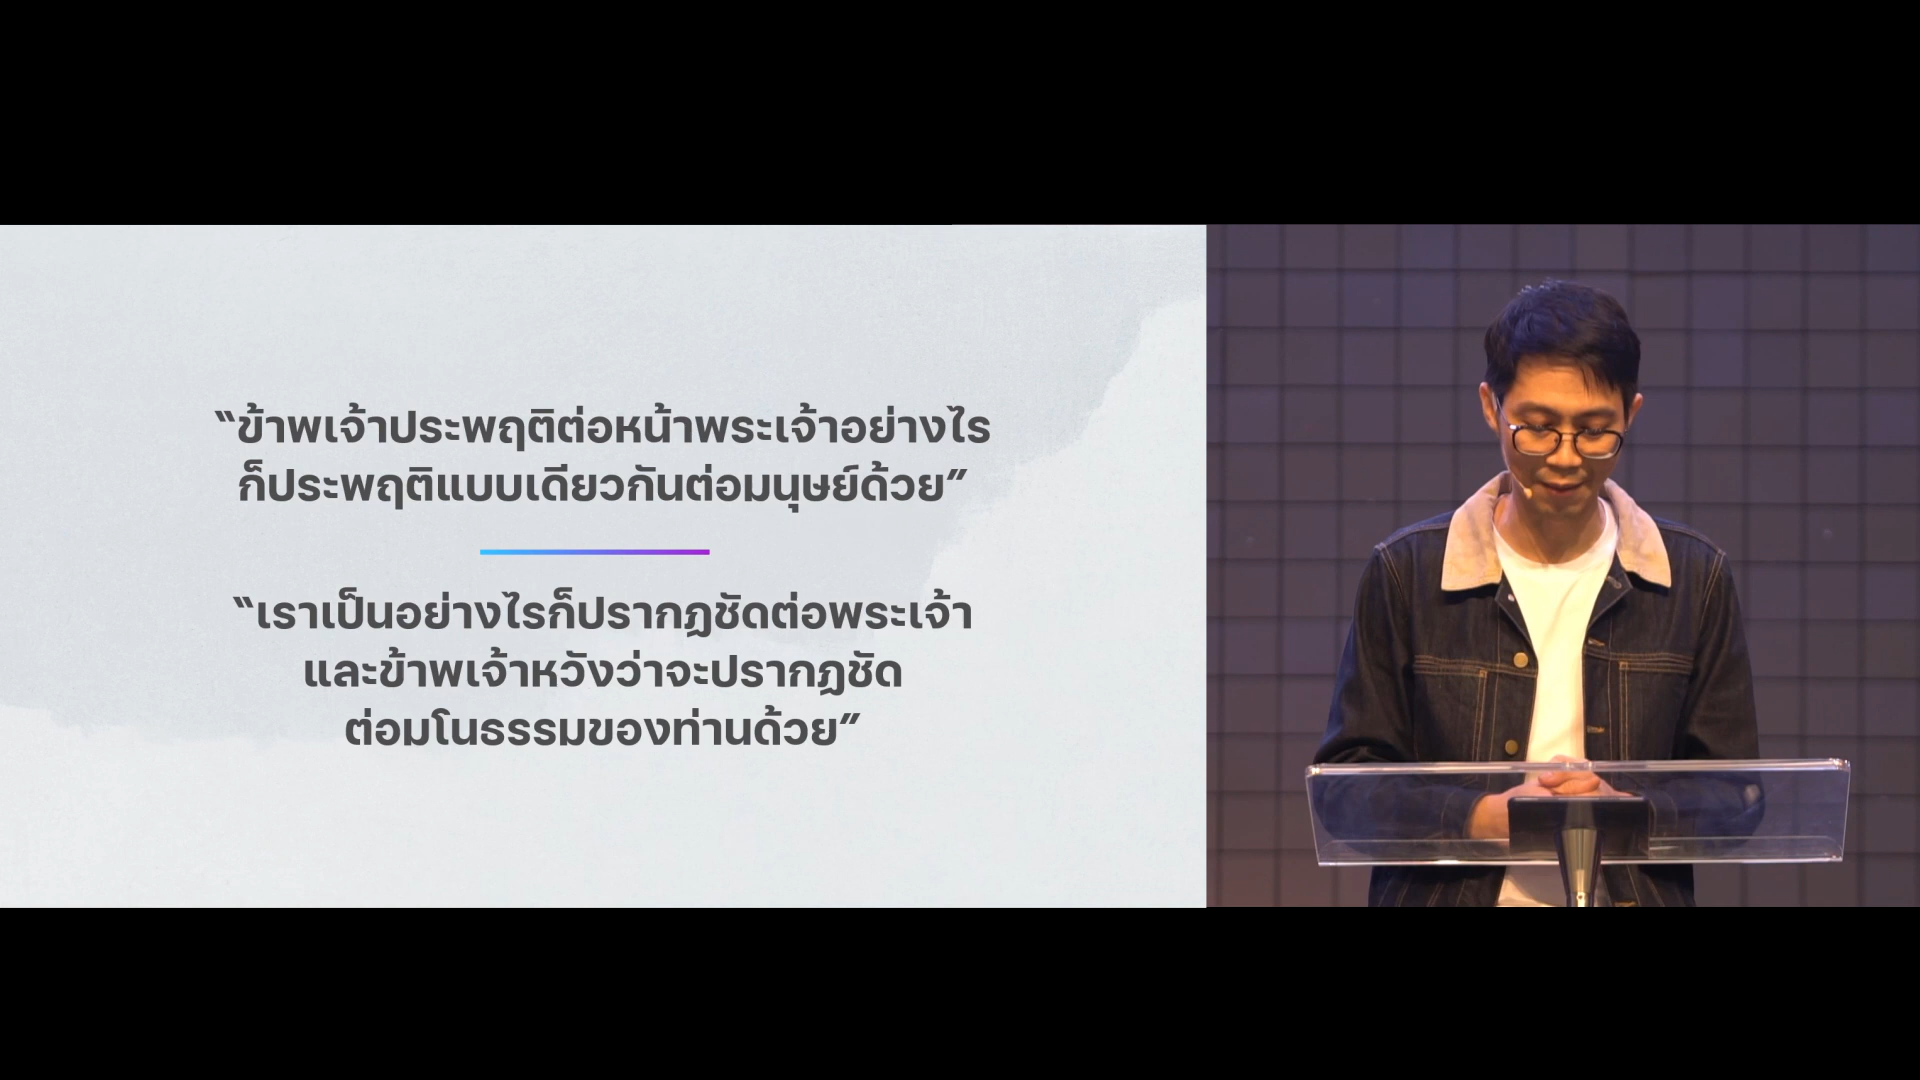 “ข้าพเจ้าประพฤติต่อหน้าพระเจ้าอย่างไร
ก็ประพฤติแบบเดียวกันต่อมนุษย์ด้วย”
“เราเป็นอย่างไรก็ปรากฏชัดต่อพระเจ้า
และข้าพเจ้าหวังว่าจะปรากฏชัด
ต่อมโนธรรมของท่านด้วย”